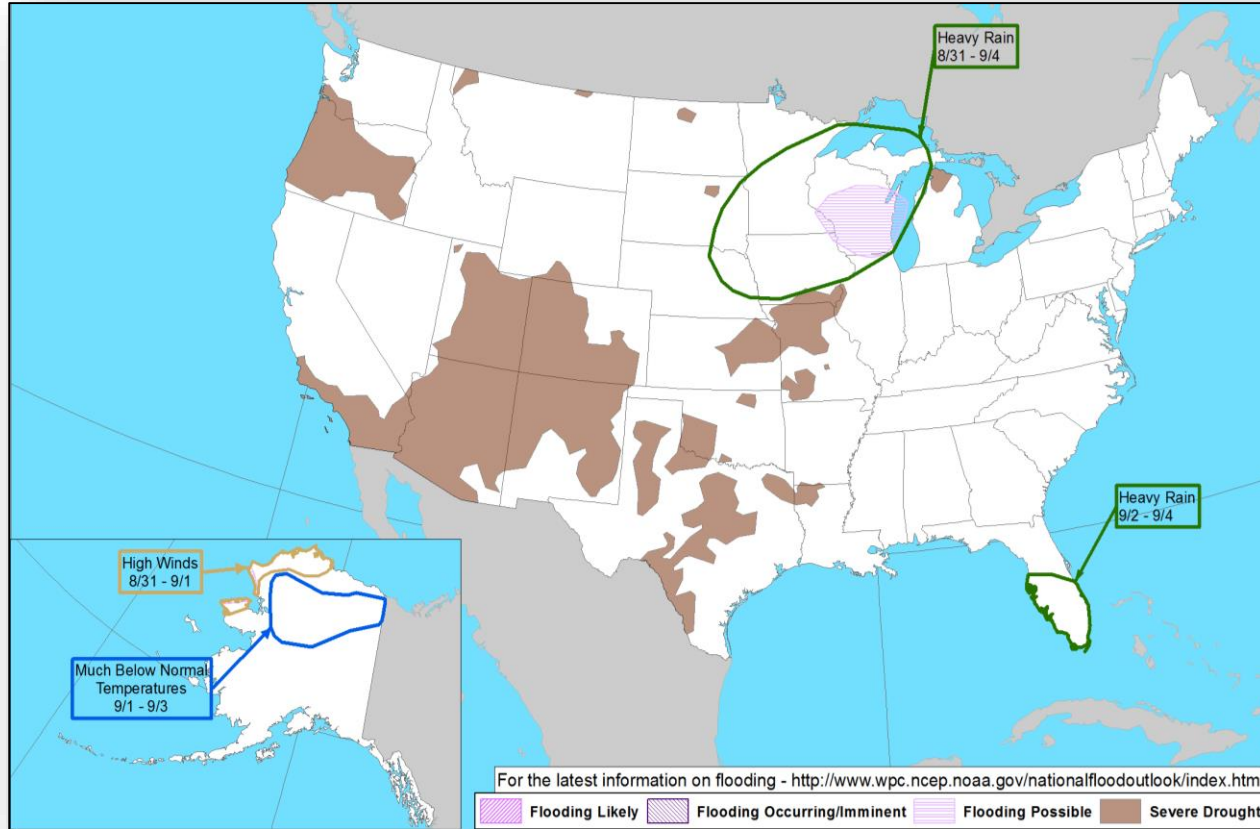 Heavy Rain
8/31 - 9/4
Heavy Rain
9/2 - 9/4
High Winds
8/31 - 9/1
Much Below Normal
Temperatures
9/1 - 9/3
For the latest information on flooding - http://www.wpc.ncep.noaa.gov/nationalfloodoutlook/index.htm
Flooding Likely
Flooding Occurring/Imminent
Flooding Possible
Severe Drought